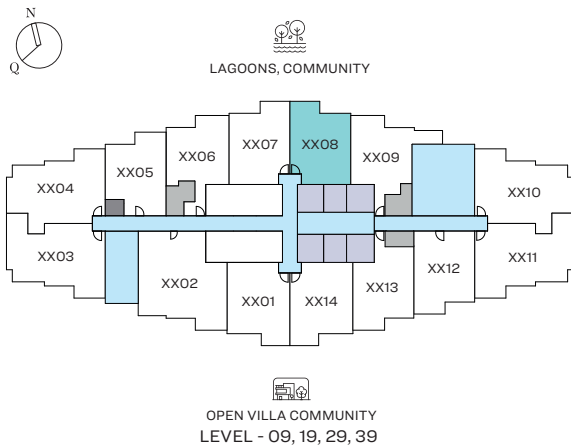 N
Q
LAGOONS, COMMUNITY
XX07
XX08
XX06
XX09
XX05
XX04
XX10
XX03
XX02
XX01
XX14
XX13
XX12
XX11
OPEN VILLA COMMUNITY
LEVEL - 09, 19, 29, 39